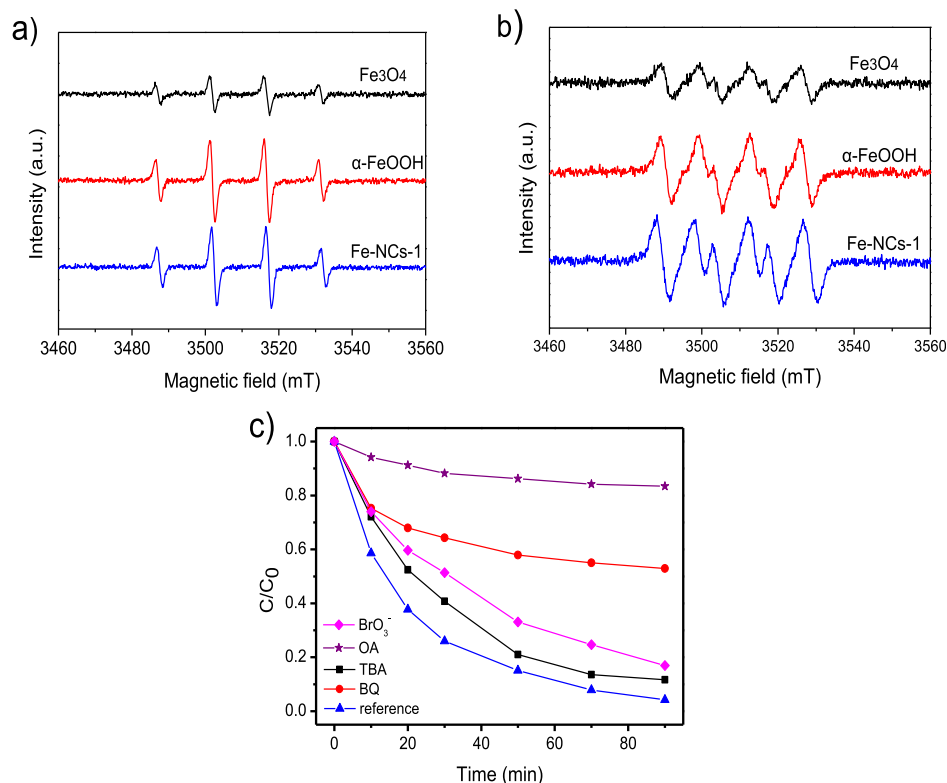 a)
Fe3O4
α-FeOOH
Fe-NCs-1
Intensity (a.u.)
3460 3480 3500 3520 3540 3560
Magnetic field (mT)
b)
Fe3O4
α-FeOOH
Fe-NCs-1
Intensity (a.u.)
3460 3480 3500 3520 3540 3560
Magnetic field (mT)
c)
1.0
0.8
0.6
0.4
0.2
0.0
C/C0
BrO3-
OA
TBA
BQ
reference
0 20 40 60 80
Time (min)